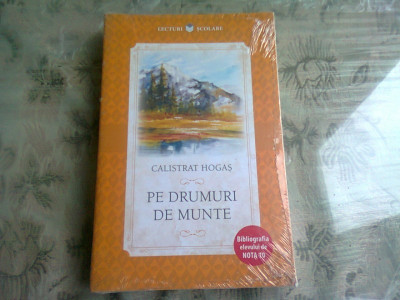 LECTURI ȘCOLARE
CALISTRAT HOGAȘ
PE DRUMURI
DE MUNTE
Bibliografia
elevului de
NOTA 10